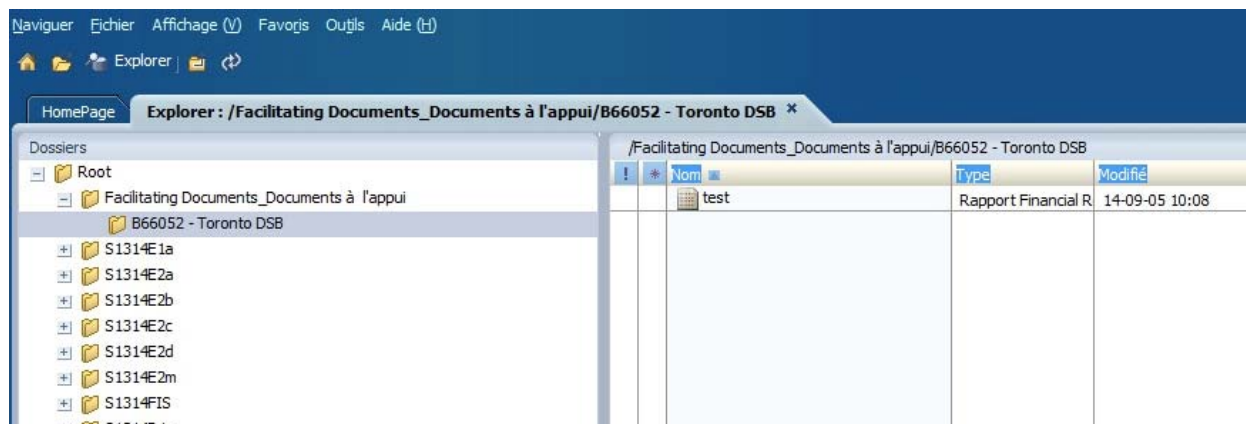 Naviguer Fichier Affichage (V) Favoris Outils Aide (H)
Explorer
HomePage Explorer : /Facilitating Documents_Documents à l'appui/B66052 - Toronto DSB ×
Dossiers
Root
Facilitating Documents_Documents à l'appui
B66052 - Toronto DSB
S1314E1a
S1314E2a
S1314E2b
S1314E2c
S1314E2d
S1314E2m
S1314FIS
/Facilitating Documents_Documents à l'appui/B66052 - Toronto DSB
! * Nom Type Modifié
test Rapport Financial R 14-09-05 10:08